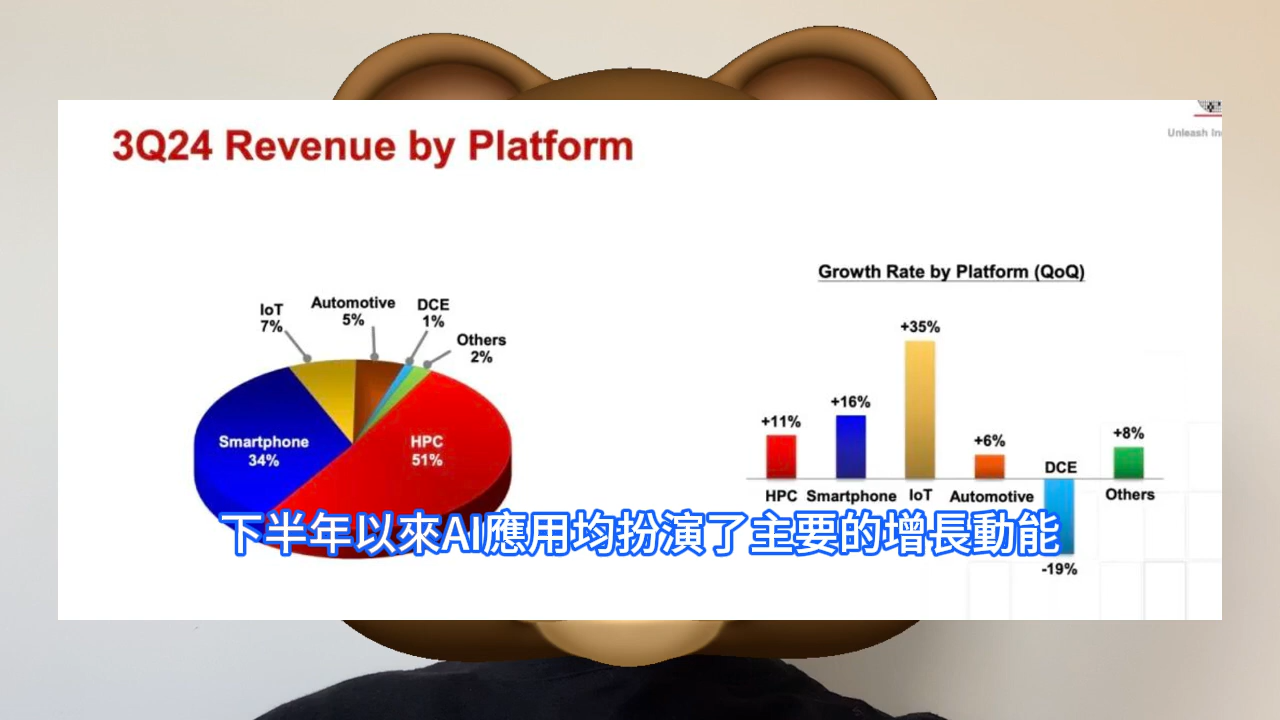 3Q24 Revenue by Platform
Unleash In
Growth Rate by Platform (QoQ)
IoT
7%
Automotive
5%
DCE
1%
Others
2%
Smartphone
34%
HPC
51%
+11%
+16%
+35%
+6%
DCE
+8%
HPC
Smartphone
IoT
Automotive
Others
-19%
下半年以來AI應用均扮演了主要的增長動能